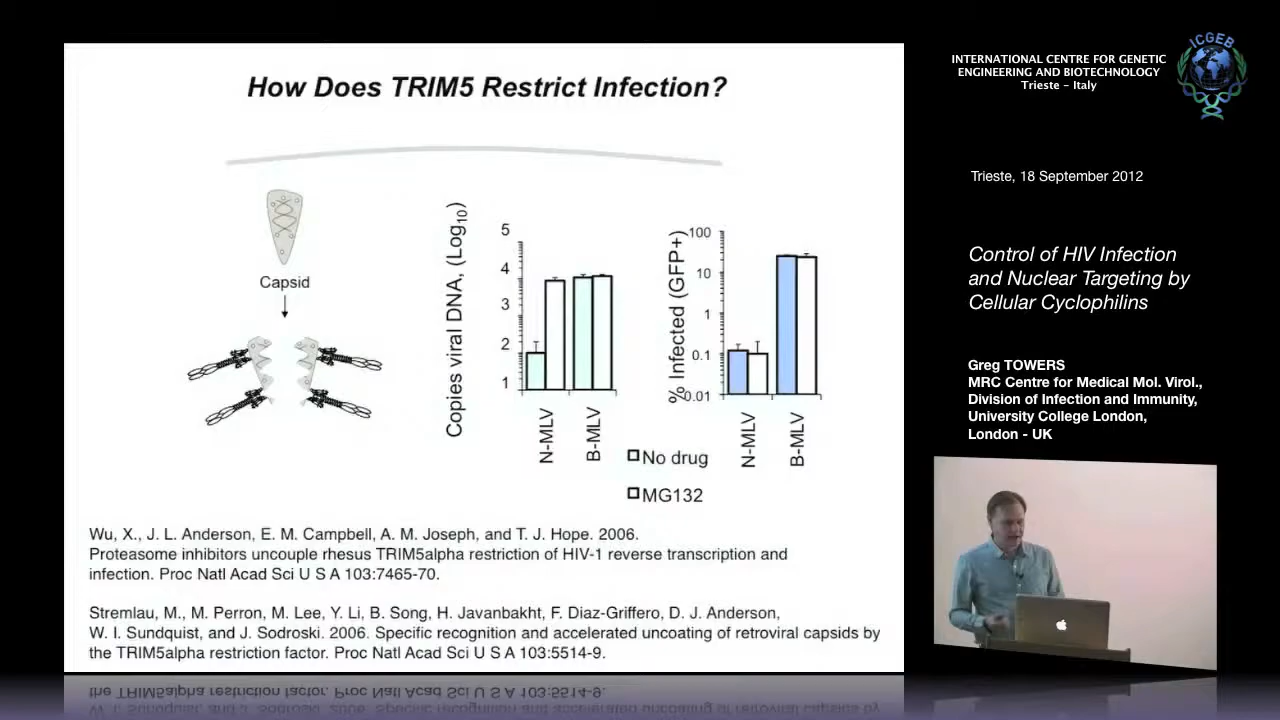 How Does TRIM5 Restrict Infection?
Capsid
Copies viral DNA, (Log10)
5
4
3
2
1
N-MLV
B-MLV
% Infected (GFP+)
100
10
1
0.1
0.01
N-MLV
B-MLV
No drug
MG132
Wu, X., J. L. Anderson, E. M. Campbell, A. M. Joseph, and T. J. Hope. 2006.
Proteasome inhibitors uncouple rhesus TRIM5alpha restriction of HIV-1 reverse transcription and
infection. Proc Natl Acad Sci U S A 103:7465-70.
Stremlau, M., M. Perron, M. Lee, Y. Li, B. Song, H. Javanbakht, F. Diaz-Griffero, D. J. Anderson,
W. I. Sundquist, and J. Sodroski. 2006. Specific recognition and accelerated uncoating of retroviral capsids by
the TRIM5alpha restriction factor. Proc Natl Acad Sci U S A 103:5514-9.
INTERNATIONAL CENTRE FOR GENETIC
ENGINEERING AND BIOTECHNOLOGY
Trieste - Italy
ICGEB
Trieste, 18 September 2012
Control of HIV Infection
and Nuclear Targeting by
Cellular Cyclophilins
Greg TOWERS
MRC Centre for Medical Mol. Virol.,
Division of Infection and Immunity,
University College London,
London - UK